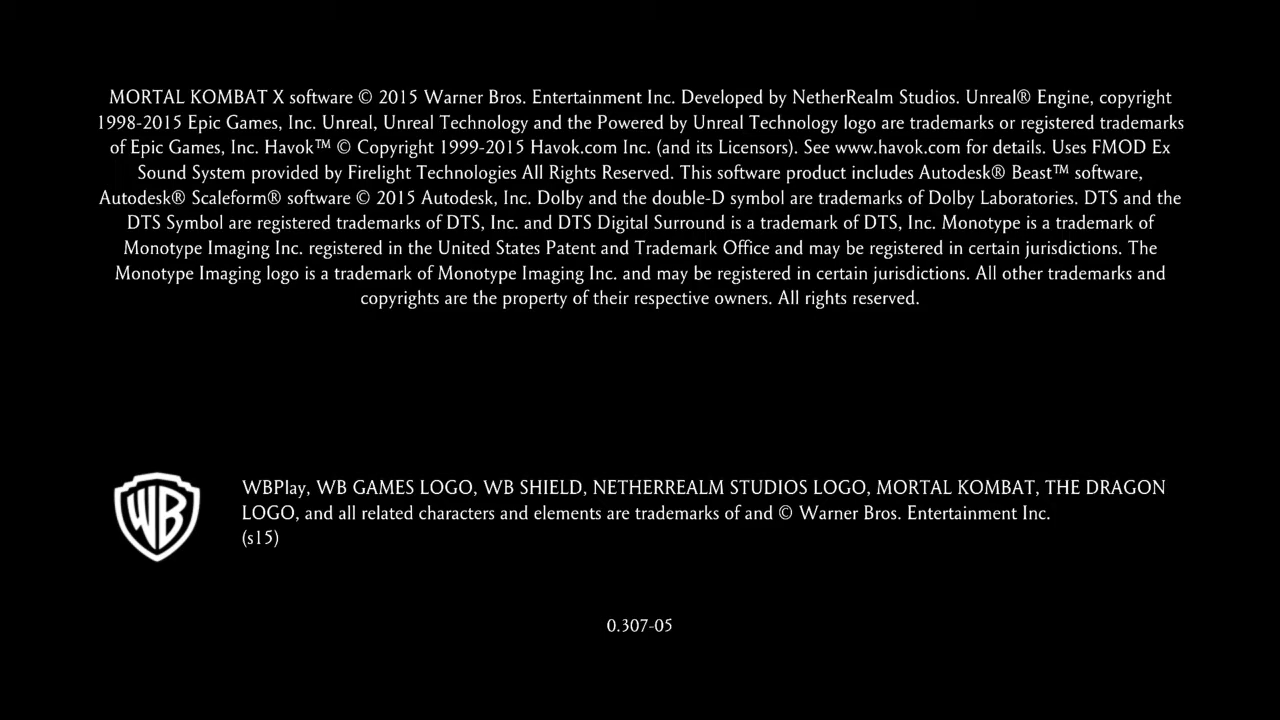 MORTAL KOMBAT X software © 2015 Warner Bros. Entertainment Inc. Developed by NetherRealm Studios. Unreal® Engine, copyright
1998-2015 Epic Games, Inc. Unreal, Unreal Technology and the Powered by Unreal Technology logo are trademarks or registered trademarks
of Epic Games, Inc. Havok™ © Copyright 1999-2015 Havok.com Inc. (and its Licensors). See www.havok.com for details. Uses FMOD Ex
Sound System provided by Firelight Technologies All Rights Reserved. This software product includes Autodesk® Beast™ software,
Autodesk® Scaleform® software © 2015 Autodesk, Inc. Dolby and the double-D symbol are trademarks of Dolby Laboratories. DTS and the
DTS Symbol are registered trademarks of DTS, Inc. and DTS Digital Surround is a trademark of DTS, Inc. Monotype is a trademark of
Monotype Imaging Inc. registered in the United States Patent and Trademark Office and may be registered in certain jurisdictions. The
Monotype Imaging logo is a trademark of Monotype Imaging Inc. and may be registered in certain jurisdictions. All other trademarks and
copyrights are the property of their respective owners. All rights reserved.
WB
WBPlay, WB GAMES LOGO, WB SHIELD, NETHERREALM STUDIOS LOGO, MORTAL KOMBAT, THE DRAGON
LOGO, and all related characters and elements are trademarks of and © Warner Bros. Entertainment Inc.
(s15)
0.307-05